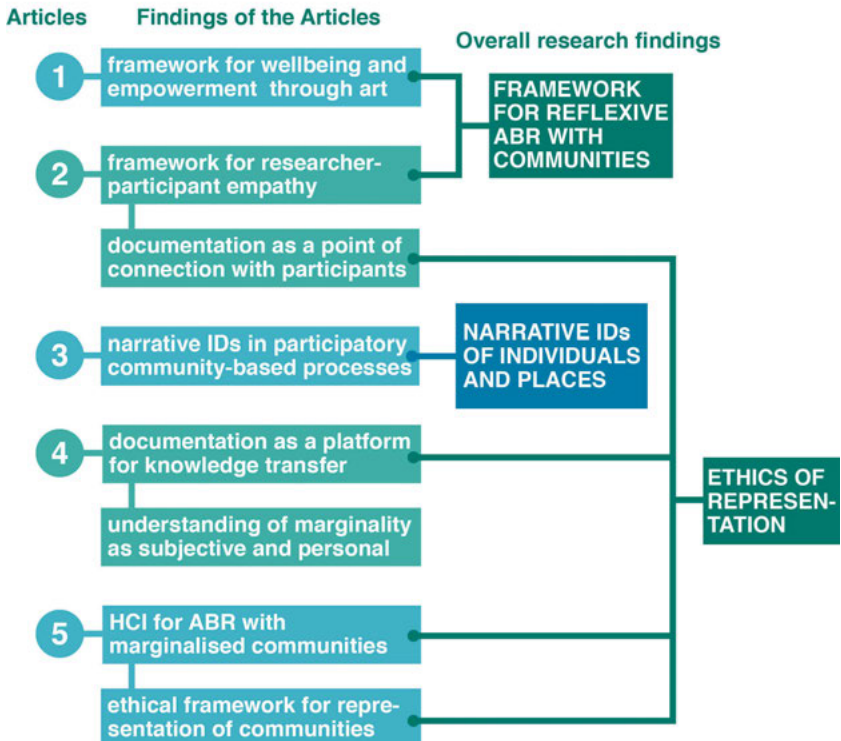 Articles
Findings of the Articles
Overall research findings
1
framework for wellbeing and
empowerment through art
FRAMEWORK
FOR REFLEXIVE
ABR WITH
COMMUNITIES
2
framework for researcher-
participant empathy
documentation as a point of
connection with participants
3
narrative IDs in participatory
community-based processes
NARRATIVE IDs
OF INDIVIDUALS
AND PLACES
4
documentation as a platform
for knowledge transfer
understanding of marginality
as subjective and personal
ETHICS OF
REPRESEN-
TATION
5
HCI for ABR with
marginalised communities
ethical framework for repre-
sentation of communities